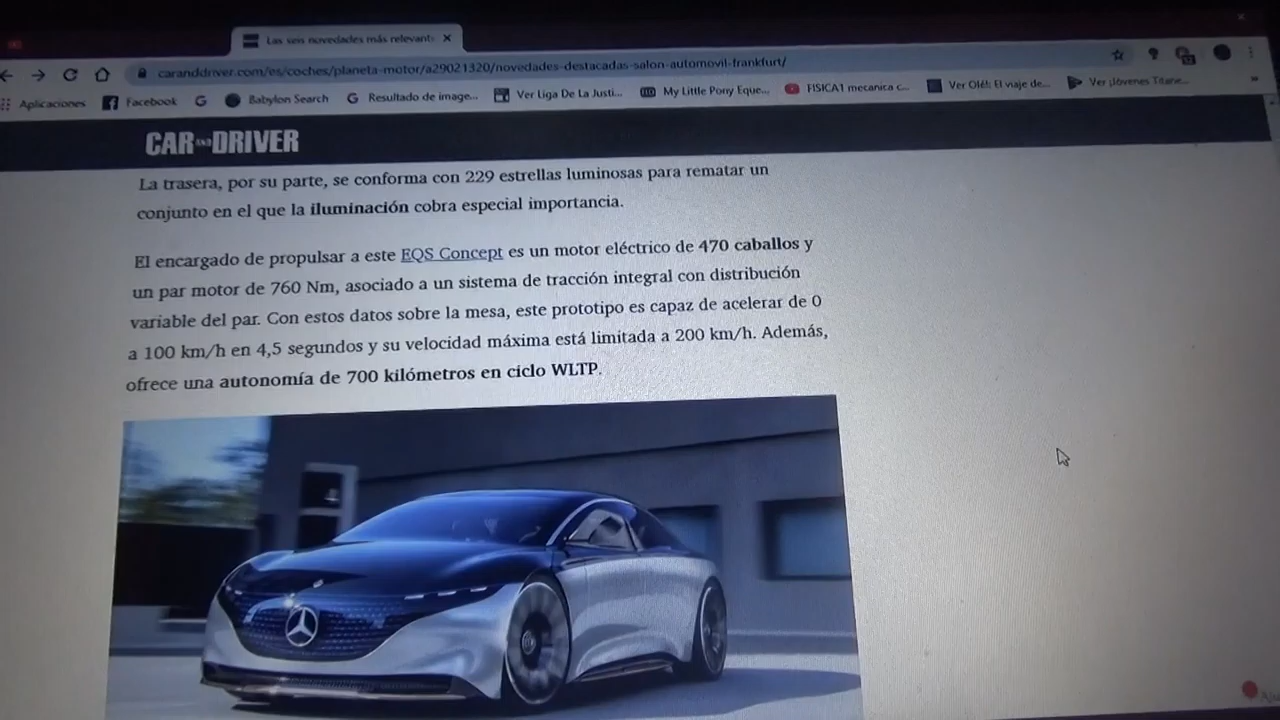 Las seis novedades más relevant
caranddriver.com/es/coches/planeta-motor/a29021320/novedades-destacadas-salon-automovil-frankfurt/
Aplicaciones Facebook Babylon Search Resultado de image... Ver Liga De La Justi... My Little Pony Eque... FISICA1 mecanica c... Ver Olé!: El viaje de... Ver ¡Jóvenes Titane...
CAR AND DRIVER
La trasera, por su parte, se conforma con 229 estrellas luminosas para rematar un
conjunto en el que la iluminación cobra especial importancia.
El encargado de propulsar a este EQS Concept es un motor eléctrico de 470 caballos y
un par motor de 760 Nm, asociado a un sistema de tracción integral con distribución
variable del par. Con estos datos sobre la mesa, este prototipo es capaz de acelerar de 0
a 100 km/h en 4,5 segundos y su velocidad máxima está limitada a 200 km/h. Además,
ofrece una autonomía de 700 kilómetros en ciclo WLTP.